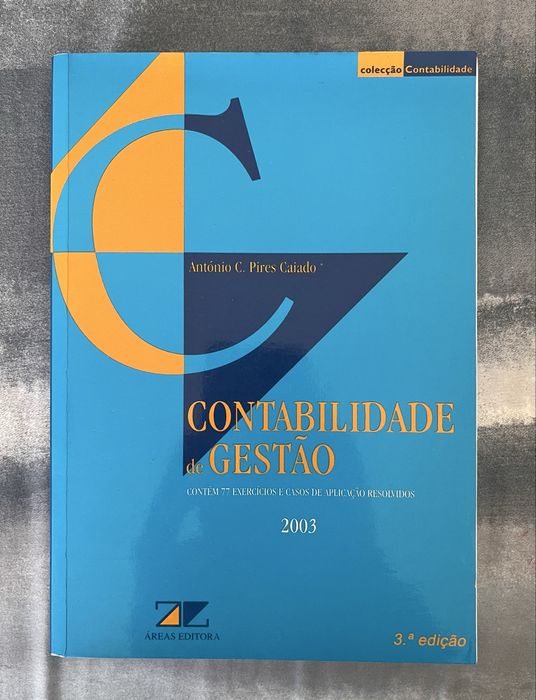 colecção Contabilidade
António C. Pires Caiado
CONTABILIDADE
de GESTÃO
CONTÉM 77 EXERCÍCIOS E CASOS DE APLICAÇÃO RESOLVIDOS
2003
ÁREAS EDITORA
3.ª edição